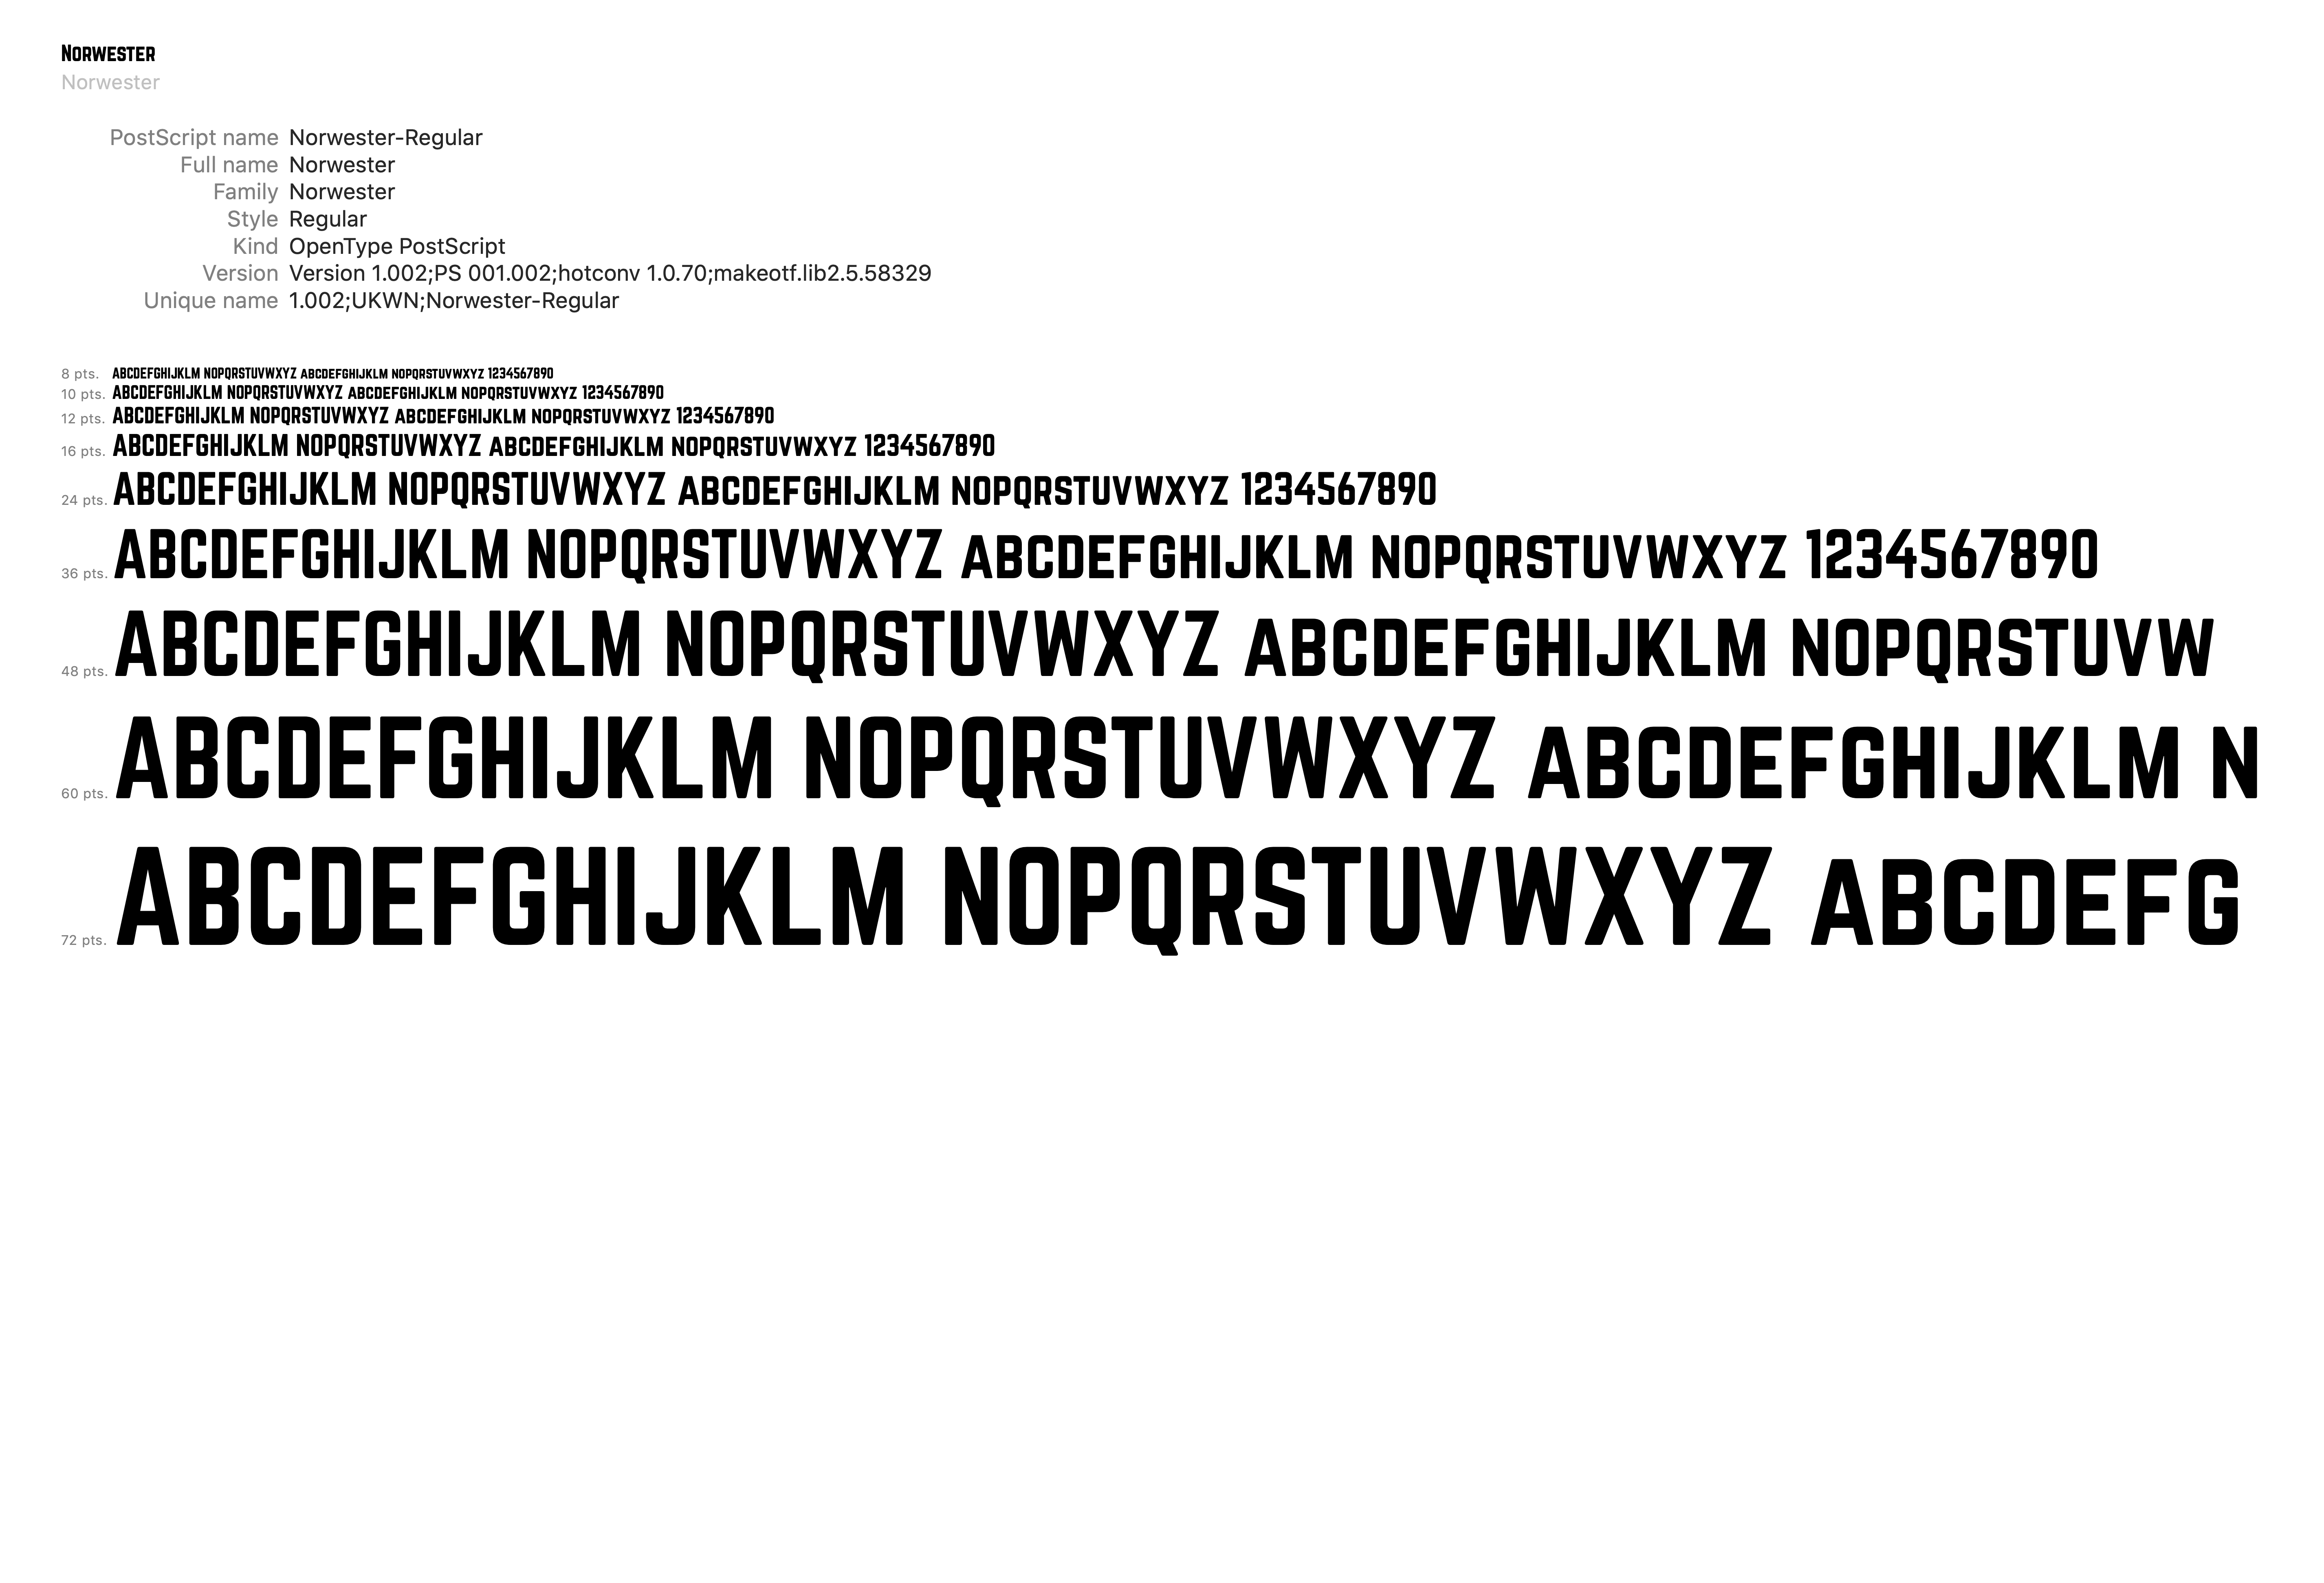 NORWESTER
Norwester
PostScript name Norwester-Regular
Full name Norwester
Family Norwester
Style Regular
Kind OpenType PostScript
Version Version 1.002;PS 001.002;hotconv 1.0.70;makeotf.lib2.5.58329
Unique name 1.002;UKWN;Norwester-Regular
8 pts. ABCDEFGHIJKLM NOPQRSTUVWXYZ ABCDEFGHIJKLM NOPQRSTUVWXYZ 1234567890
10 pts. ABCDEFGHIJKLM NOPQRSTUVWXYZ ABCDEFGHIJKLM NOPQRSTUVWXYZ 1234567890
12 pts. ABCDEFGHIJKLM NOPQRSTUVWXYZ ABCDEFGHIJKLM NOPQRSTUVWXYZ 1234567890
16 pts. ABCDEFGHIJKLM NOPQRSTUVWXYZ ABCDEFGHIJKLM NOPQRSTUVWXYZ 1234567890
24 pts. ABCDEFGHIJKLM NOPQRSTUVWXYZ ABCDEFGHIJKLM NOPQRSTUVWXYZ 1234567890
36 pts. ABCDEFGHIJKLM NOPQRSTUVWXYZ ABCDEFGHIJKLM NOPQRSTUVWXYZ 1234567890
48 pts. ABCDEFGHIJKLM NOPQRSTUVWXYZ ABCDEFGHIJKLM NOPQRSTUVW
60 pts. ABCDEFGHIJKLM NOPQRSTUVWXYZ ABCDEFGHIJKLM N
72 pts. ABCDEFGHIJKLM NOPQRSTUVWXYZ ABCDEFG